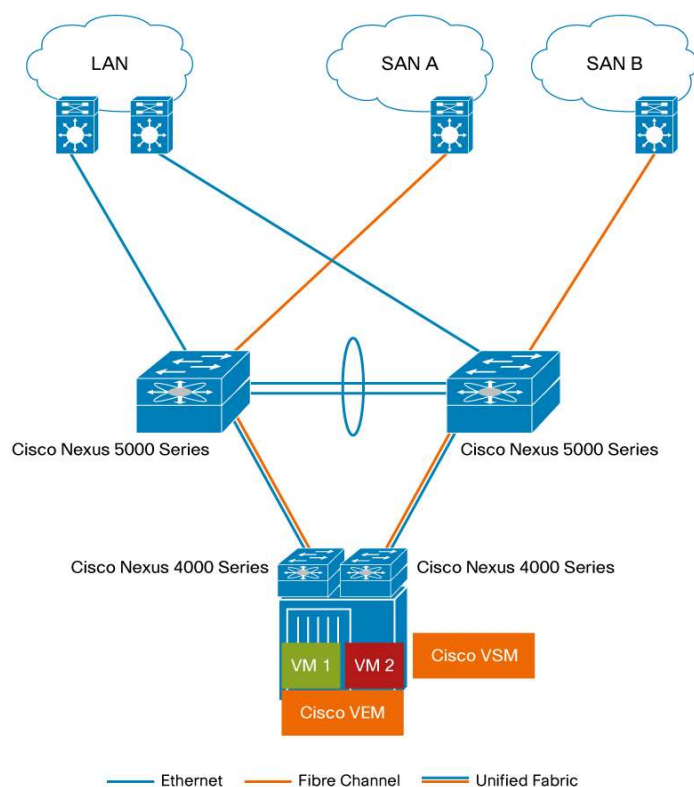 LAN
SAN A
SAN B
Cisco Nexus 5000 Series
Cisco Nexus 5000 Series
Cisco Nexus 4000 Series
Cisco Nexus 4000 Series
VM 1
VM 2
Cisco VSM
Cisco VEM
Ethernet
Fibre Channel
Unified Fabric